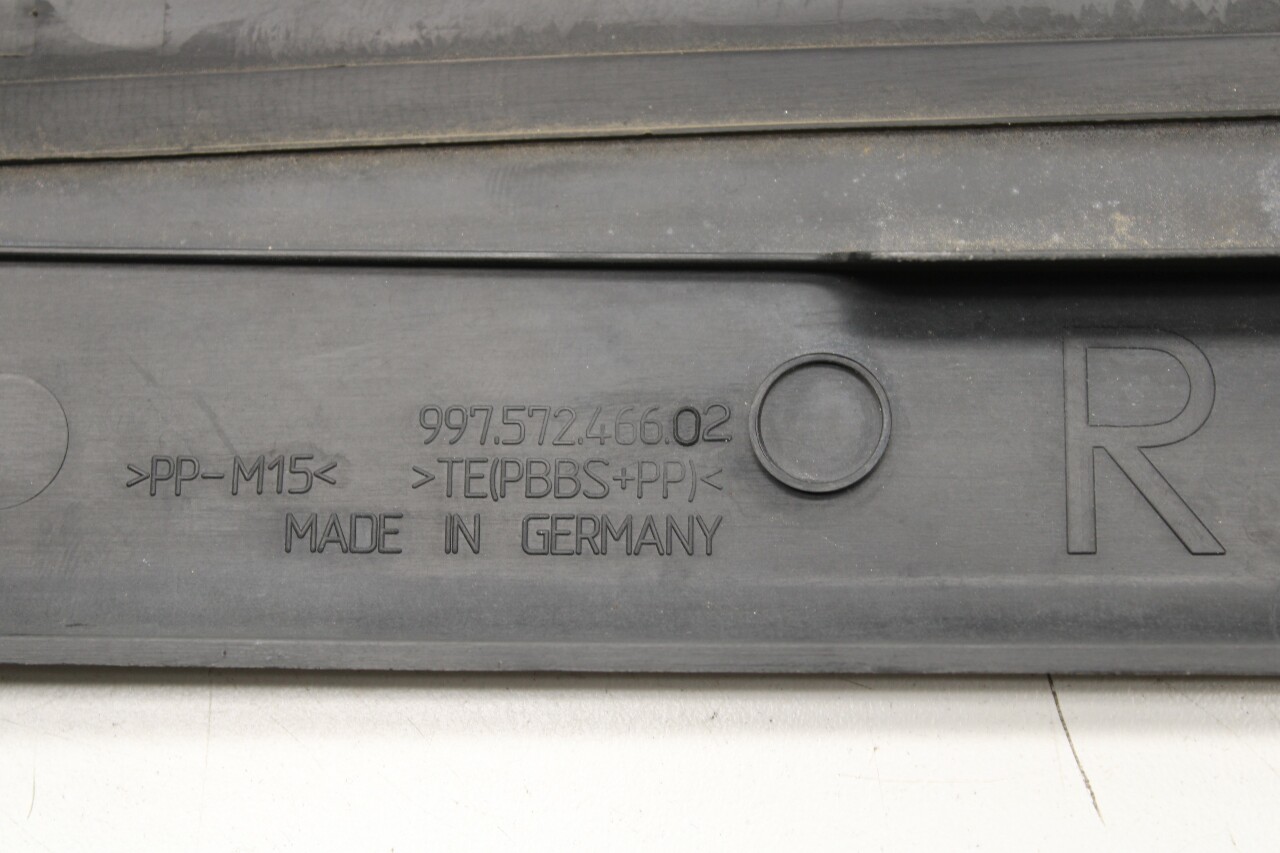 997.572.466.02
>PP-M15< >TE(PBBS+PP)<
MADE IN GERMANY
R